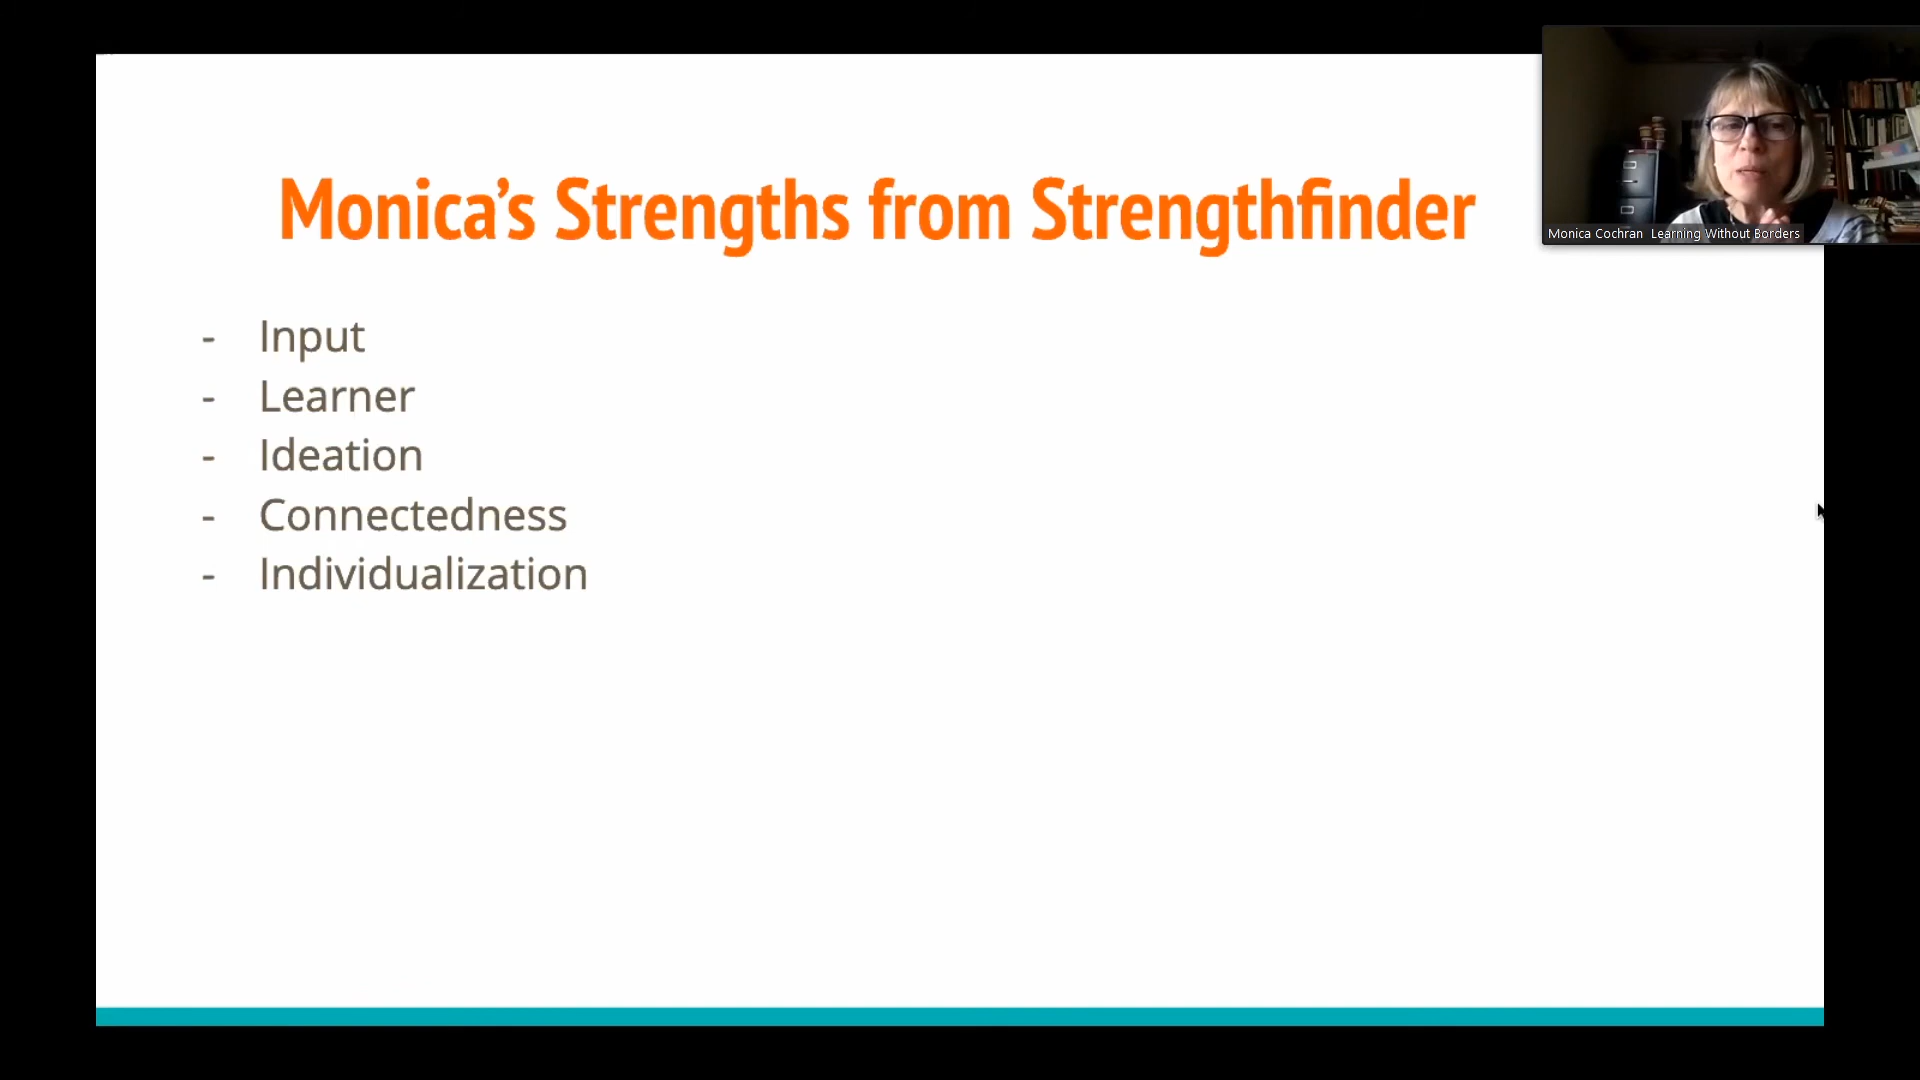 Monica’s Strengths from Strengthfinder
Monica Cochran Learning Without Borders
- Input
- Learner
- Ideation
- Connectedness
- Individualization